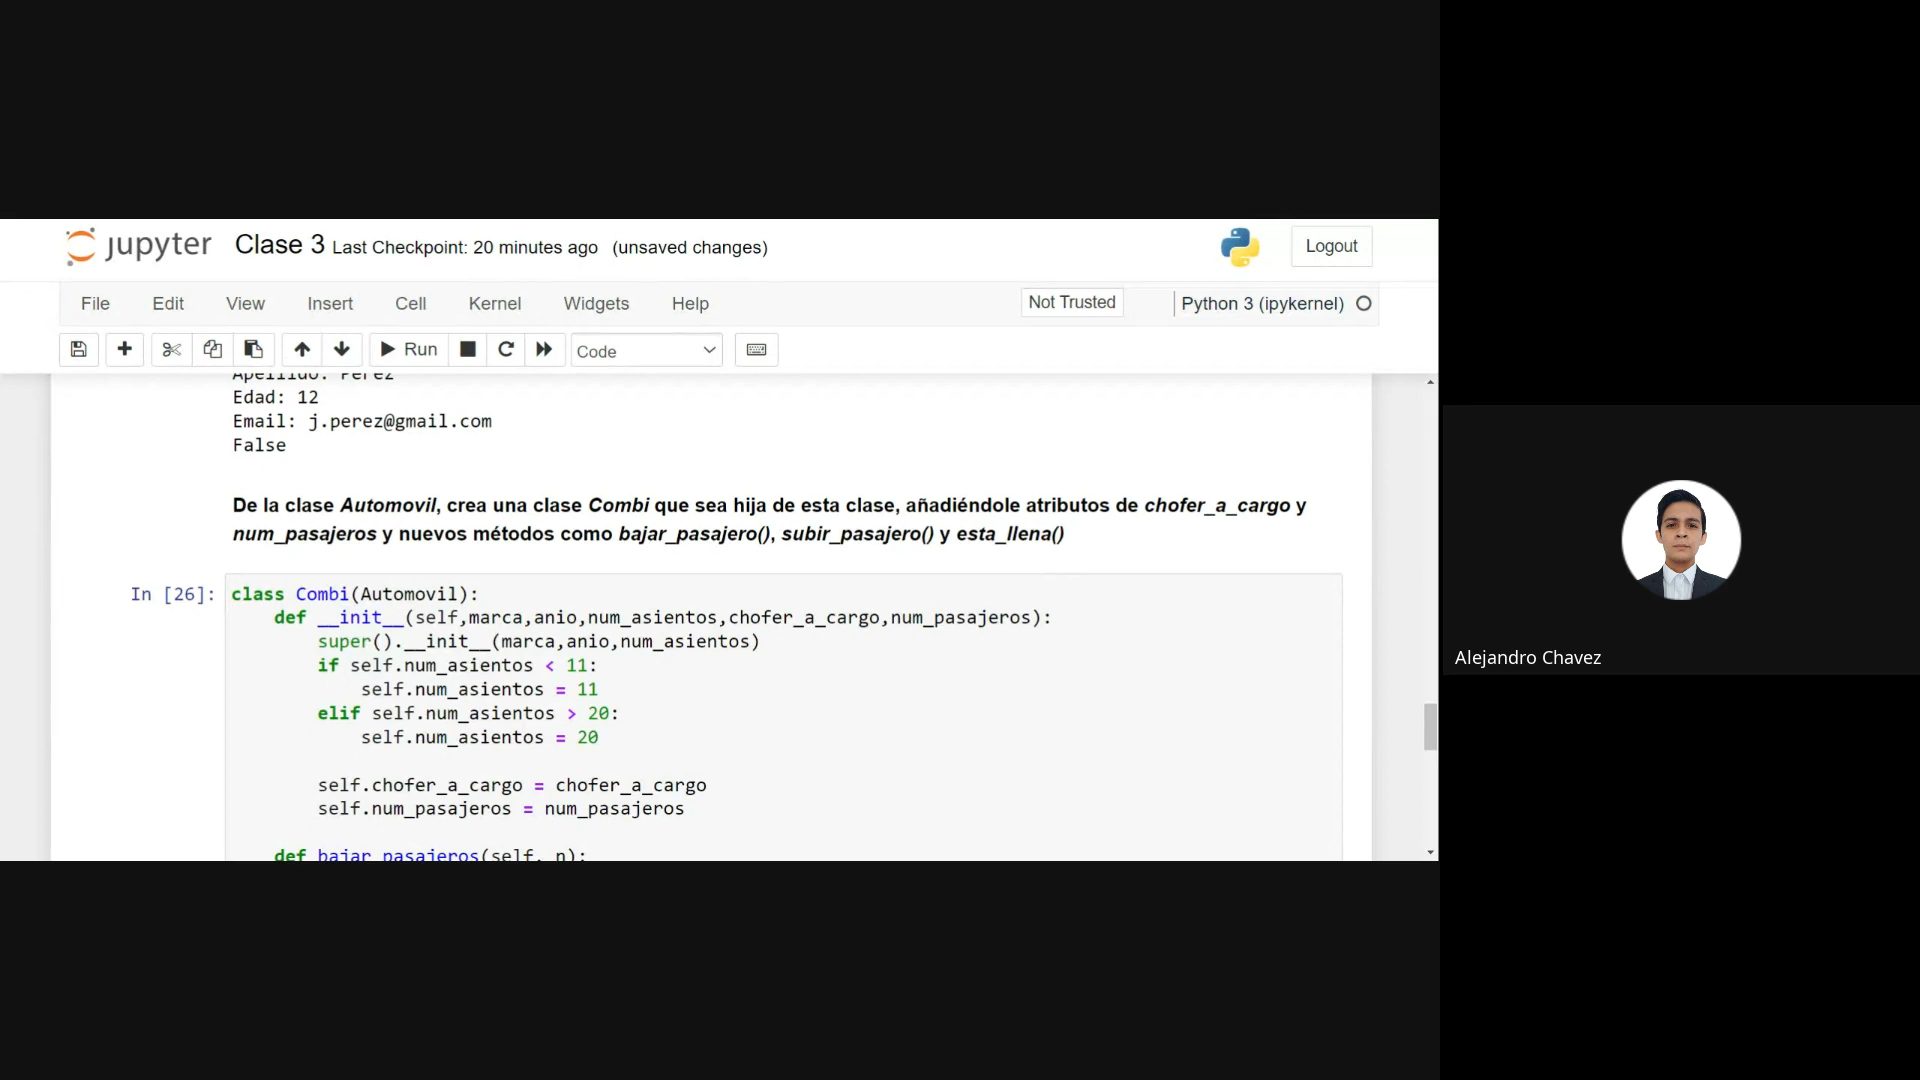 jupyter Clase 3 Last Checkpoint: 20 minutes ago (unsaved changes)
Logout
File Edit View Insert Cell Kernel Widgets Help
Not Trusted
Python 3 (ipykernel)
Run
Code
Apellido: Perez
Edad: 12
Email: j.perez@gmail.com
False
De la clase Automovil, crea una clase Combi que sea hija de esta clase, añadiéndole atributos de chofer_a_cargo y
num_pasajeros y nuevos métodos como bajar_pasajero(), subir_pasajero() y esta_llena()
In [26]:
class Combi(Automovil):
def __init__(self,marca,anio,num_asientos,chofer_a_cargo,num_pasajeros):
super().__init__(marca,anio,num_asientos)
if self.num_asientos < 11:
self.num_asientos = 11
elif self.num_asientos > 20:
self.num_asientos = 20
self.chofer_a_cargo = chofer_a_cargo
self.num_pasajeros = num_pasajeros
def bajar_pasajeros(self, n):
Alejandro Chavez